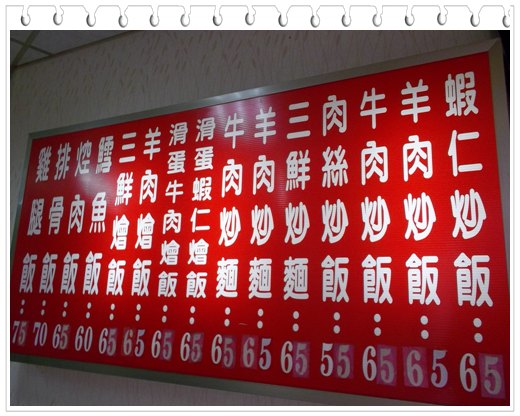 蝦仁炒飯:65
羊肉炒飯:65
牛肉炒飯:65
肉絲炒飯:55
三鮮炒麵:65
羊肉炒麵:65
牛肉炒麵:65
滑蛋蝦仁燴飯:65
滑蛋牛肉燴飯:65
羊肉燴飯:65
三鮮燴飯:65
鱈魚飯:60
焢肉飯:65
排骨飯:70
雞腿飯:75